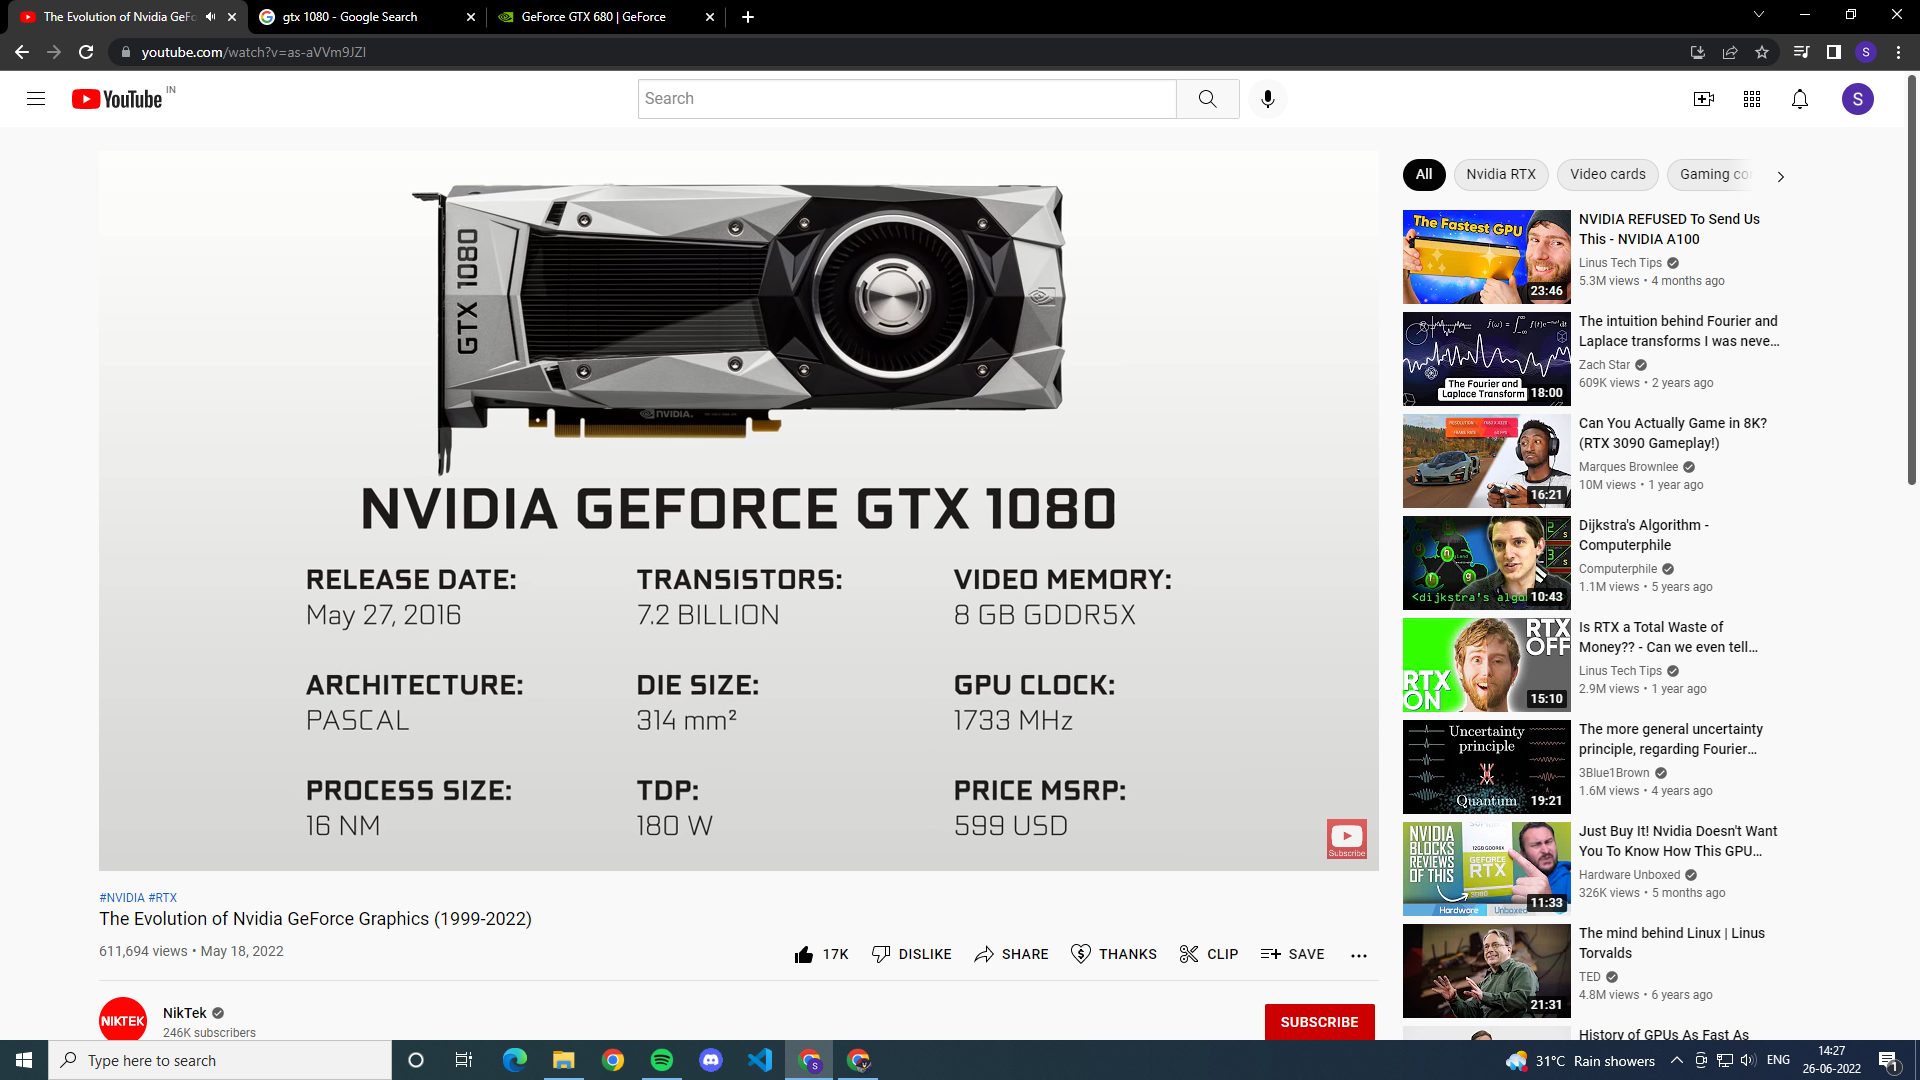 The Evolution of Nvidia GeFo
gtx 1080 - Google Search
GeForce GTX 680 | GeForce
youtube.com/watch?v=as-aVVm9JZI
S
YouTube IN
Search
S
GTX 1080
NVIDIA.
NVIDIA GEFORCE GTX 1080
RELEASE DATE:
May 27, 2016
TRANSISTORS:
7.2 BILLION
VIDEO MEMORY:
8 GB GDDR5X
ARCHITECTURE:
PASCAL
DIE SIZE:
314 mm²
GPU CLOCK:
1733 MHz
PROCESS SIZE:
16 NM
TDP:
180 W
PRICE MSRP:
599 USD
Subscribe
#NVIDIA #RTX
The Evolution of Nvidia GeForce Graphics (1999-2022)
611,694 views • May 18, 2022
17K DISLIKE SHARE THANKS CLIP SAVE
NIKTEK
NikTek
246K subscribers
SUBSCRIBE
All Nvidia RTX Video cards Gaming co
The Fastest GPU
23:46
NVIDIA REFUSED To Send Us
This - NVIDIA A100
Linus Tech Tips
5.3M views • 4 months ago
The Fourier and
Laplace Transform
18:00
The intuition behind Fourier and
Laplace transforms I was neve...
Zach Star
609K views • 2 years ago
16:21
Can You Actually Game in 8K?
(RTX 3090 Gameplay!)
Marques Brownlee
10M views • 1 year ago
<dijkstra's algo
10:43
Dijkstra's Algorithm -
Computerphile
Computerphile
1.1M views • 5 years ago
RTX
OFF
RTX
ON
15:10
Is RTX a Total Waste of
Money?? - Can we even tell...
Linus Tech Tips
2.9M views • 1 year ago
Uncertainty
principle
Quantum
19:21
The more general uncertainty
principle, regarding Fourier...
3Blue1Brown
1.6M views • 4 years ago
NVIDIA
BLOCKS
REVIEWS
OF THIS
GEFORCE
RTX
Hardware Unboxed
11:33
Just Buy It! Nvidia Doesn't Want
You To Know How This GPU...
Hardware Unboxed
326K views • 5 months ago
21:31
The mind behind Linux | Linus
Torvalds
TED
4.8M views • 6 years ago
History of GPUs As Fast As
Type here to search
S
31°C Rain showers
ENG
14:27
26-06-2022
1